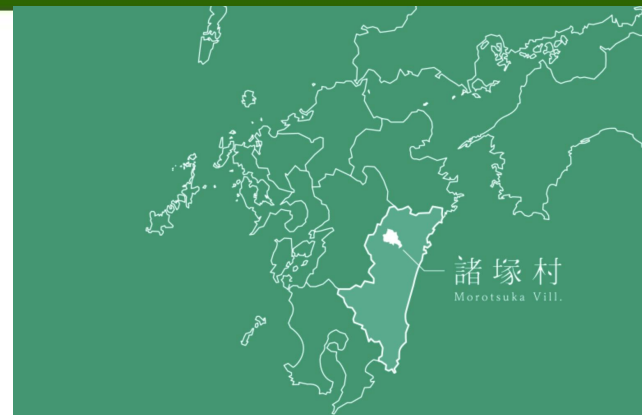 諸塚村
Morotsuka Vill.